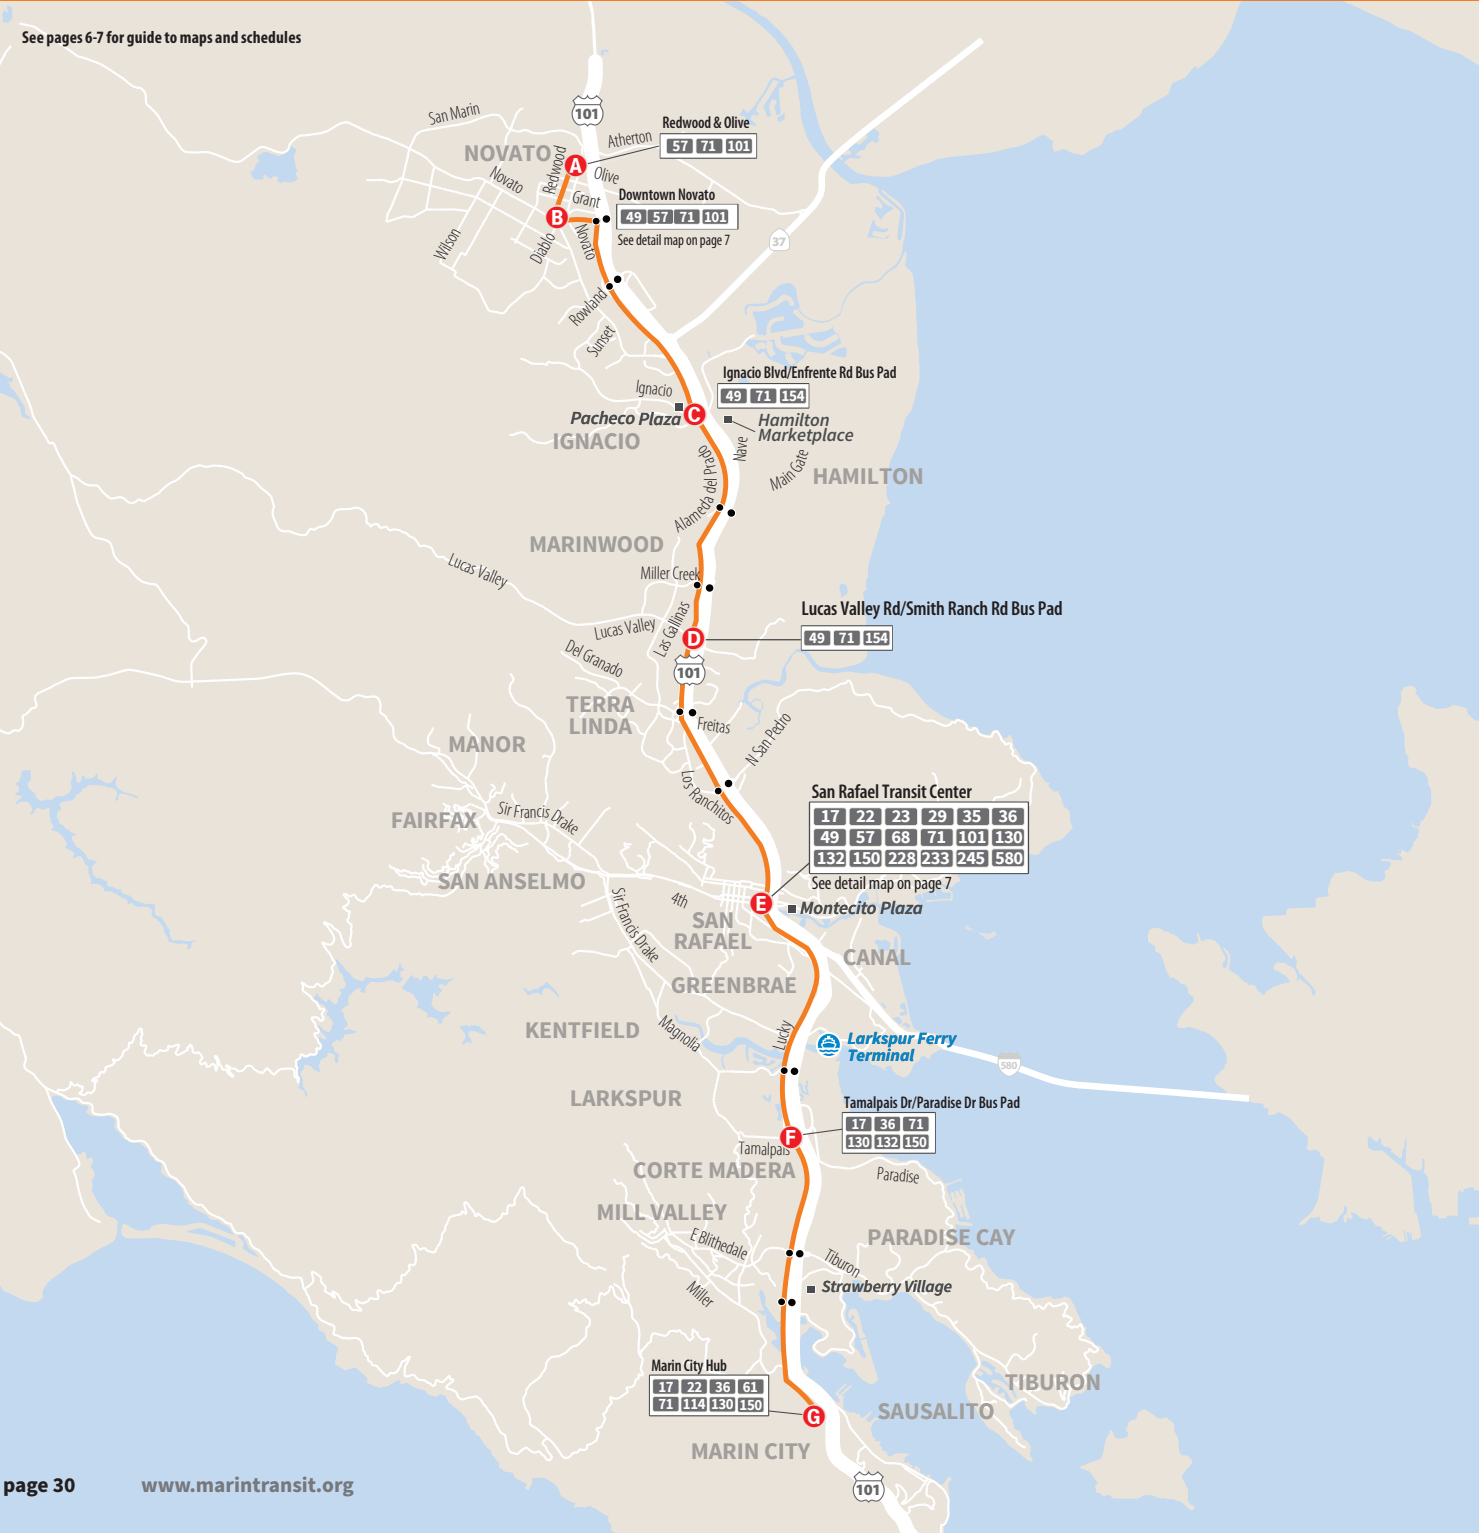 See pages 6-7 for guide to maps and schedules
101
San Marin
Redwood & Olive
57 71 101
Atherton
NOVATO
Redwood
A
Olive
Novato
Grant
Downtown Novato
49 57 71 101
See detail map on page 7
B
Wilson
Diablo
Novato
37
Rowland
Sunset
Ignacio Blvd/Enfrente Rd Bus Pad
49 71 154
Ignacio
Pacheco Plaza
C
Hamilton
Marketplace
IGNACIO
Nave
Main Gate
HAMILTON
Alameda del Prado
MARINWOOD
Lucas Valley
Miller Creek
Lucas Valley Rd/Smith Ranch Rd Bus Pad
49 71 154
Lucas Valley
Las Gallinas
D
Del Granado
101
TERRA
LINDA
Freitas
N San Pedro
MANOR
Los Ranchitos
San Rafael Transit Center
17 22 23 29 35 36
49 57 68 71 101 130
132 150 228 233 245 580
See detail map on page 7
FAIRFAX
Sir Francis Drake
SAN ANSELMO
Sir Francis Drake
4th
E
Montecito Plaza
SAN
RAFAEL
CANAL
GREENBRAE
KENTFIELD
Magnolia
Lucky
Larkspur Ferry
Terminal
580
LARKSPUR
Tamalpais Dr/Paradise Dr Bus Pad
17 36 71
130 132 150
F
Tamalpais
CORTE MADERA
Paradise
MILL VALLEY
E Blithedale
PARADISE CAY
Tiburon
Strawberry Village
Miller
Marin City Hub
17 22 36 61
71 114 130 150
G
TIBURON
SAUSALITO
MARIN CITY
101
page 30
www.marintransit.org